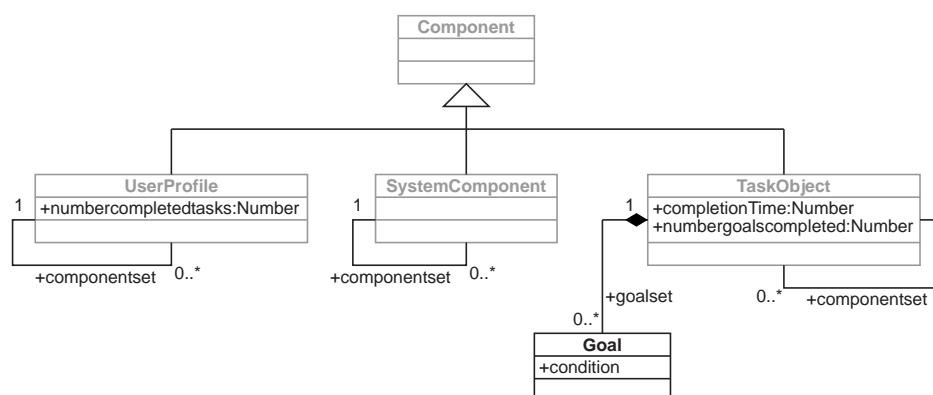 Component
UserProfile
+numbercompletedtasks:Number
1
+componentset
0..*
SystemComponent
1
+componentset
0..*
TaskObject
+completionTime:Number
+numbergoalscompleted:Number
1
0..*
+componentset
+goalset
0..*
Goal
+condition